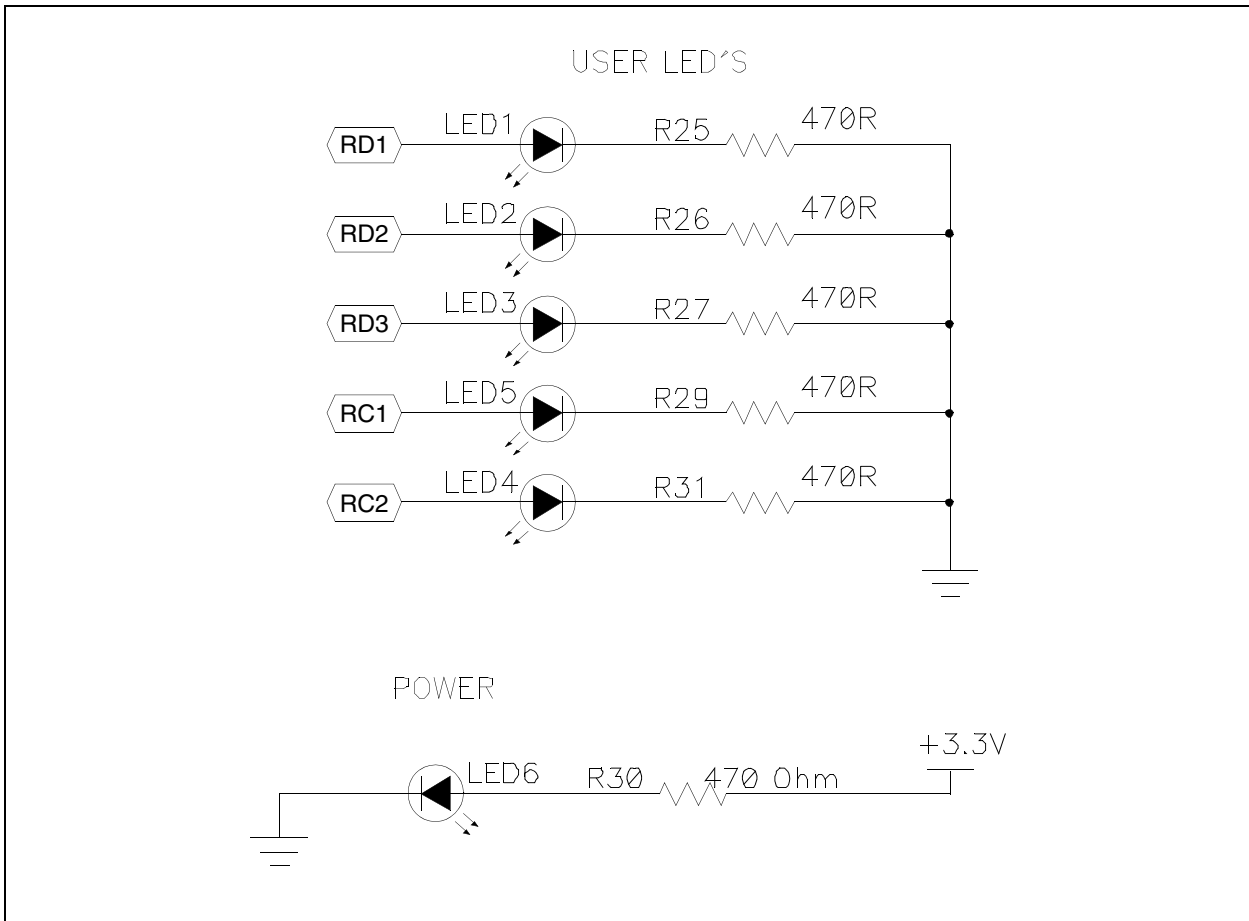 USER LED'S
RD1 LED1 R25 470R
RD2 LED2 R26 470R
RD3 LED3 R27 470R
RC1 LED5 R29 470R
RC2 LED4 R31 470R
POWER
+3.3V
LED6 R30 470 Ohm